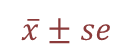 x̄ ± se